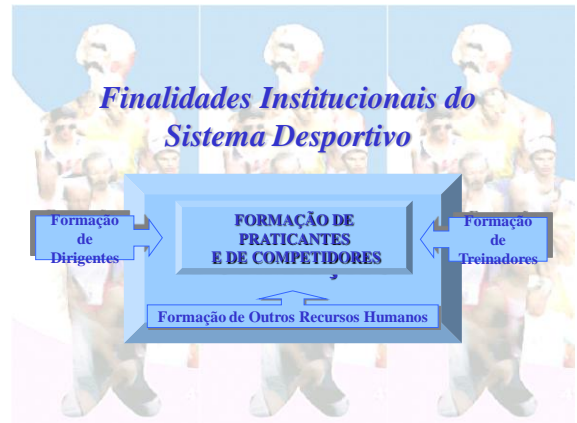 Finalidades Institucionais do
Sistema Desportivo
Formação
de
Dirigentes
FORMAÇÃO DE
PRATICANTES
E DE COMPETIDORES
Formação
de
Treinadores
Formação de Outros Recursos Humanos